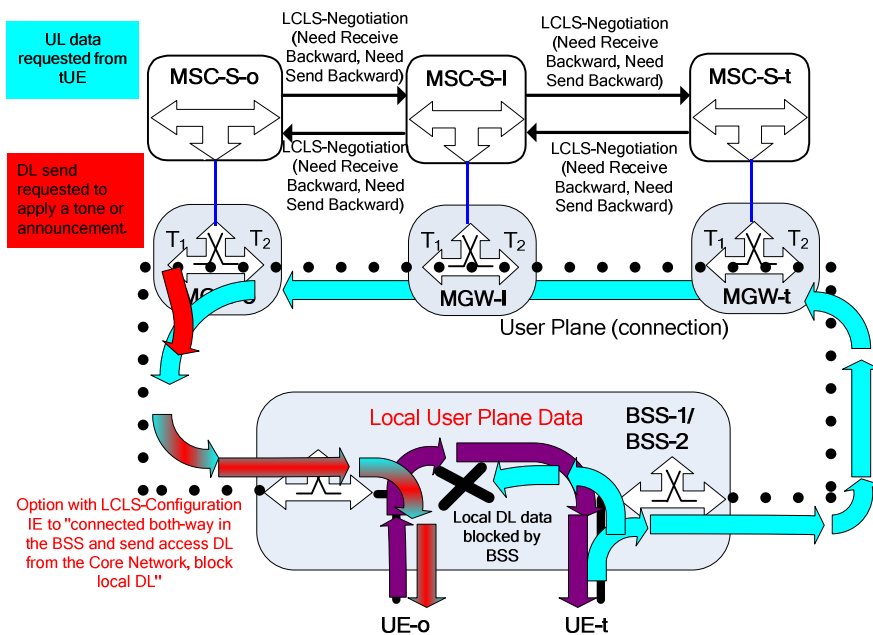 UL data
requested from
tUE
LCLS-Negotiation
(Need Receive
Backward, Need
Send Backward)
LCLS-Negotiation
(Need Receive
Backward, Need
Send Backward)
MSC-S-o
MSC-S-I
MSC-S-t
LCLS-Negotiation
(Need Receive
Backward, Need
Send Backward)
LCLS-Negotiation
(Need Receive
Backward, Need
Send Backward)
DL send
requested to
apply a tone or
announcement.
T1
T2
T1
T2
T1
T2
MGW-I
MGW-t
User Plane (connection)
Local User Plane Data
BSS-1/
BSS-2
Option with LCLS-Configuration
IE to "connected both-way in
the BSS and send access DL
from the Core Network, block
local DL"
Local DL data
blocked by
BSS
UE-o
UE-t